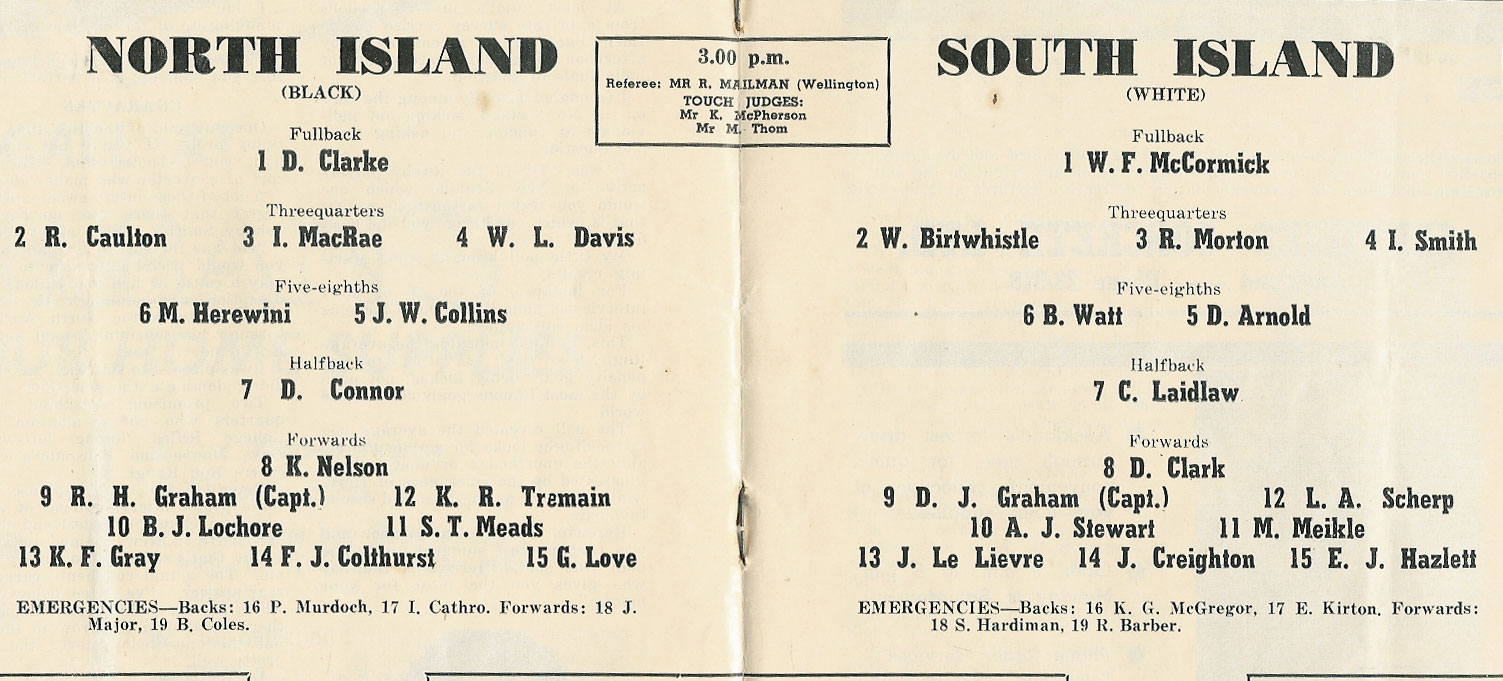 NORTH ISLAND
(BLACK)
Fullback
1 D. Clarke
Threequarters
2 R. Caulton 3 I. MacRae 4 W. L. Davis
Five-eighths
6 M. Herewini 5 J. W. Collins
Halfback
7 D. Connor
Forwards
8 K. Nelson
9 R. H. Graham (Capt.) 12 K. R. Tremain
10 B. J. Lochore 11 S. T. Meads
13 K. F. Gray 14 F. J. Colthurst 15 G. Love
EMERGENCIES—Backs: 16 P. Murdoch, 17 I. Cathro. Forwards: 18 J.
Major, 19 B. Coles.
3.00 p.m.
Referee: MR R. MAILMAN (Wellington)
TOUCH JUDGES:
Mr K. McPherson
Mr M. Thom
SOUTH ISLAND
(WHITE)
Fullback
1 W. F. McCormick
Threequarters
2 W. Birtwhistle 3 R. Morton 4 I. Smith
Five-eighths
6 B. Watt 5 D. Arnold
Halfback
7 C. Laidlaw
Forwards
8 D. Clark
9 D. J. Graham (Capt.) 12 L. A. Scherp
10 A. J. Stewart 11 M. Meikle
13 J. Le Lievre 14 J. Creighton 15 E. J. Hazlett
EMERGENCIES—Backs: 16 K. G. McGregor, 17 E. Kirton. Forwards:
18 S. Hardiman, 19 R. Barber.